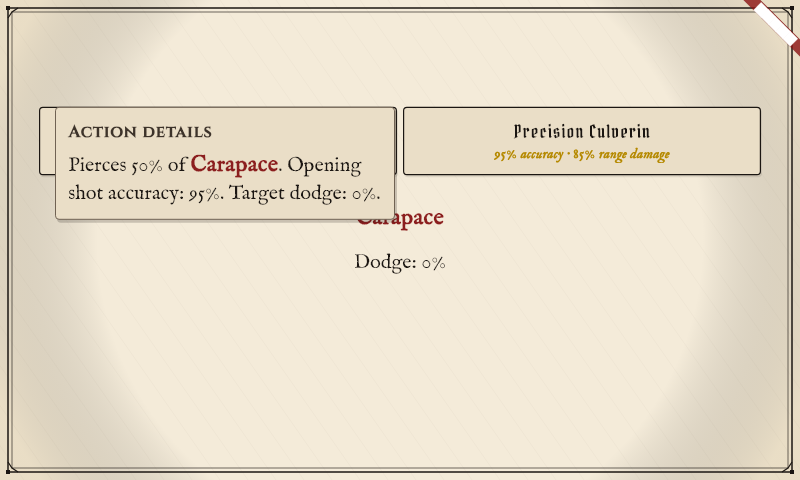 Action details
Pierces 50% of Carapace. Opening
shot accuracy: 95%. Target dodge: 0%.
Precision Culverin
95% accuracy · 85% range damage
Carapace
Dodge: 0%